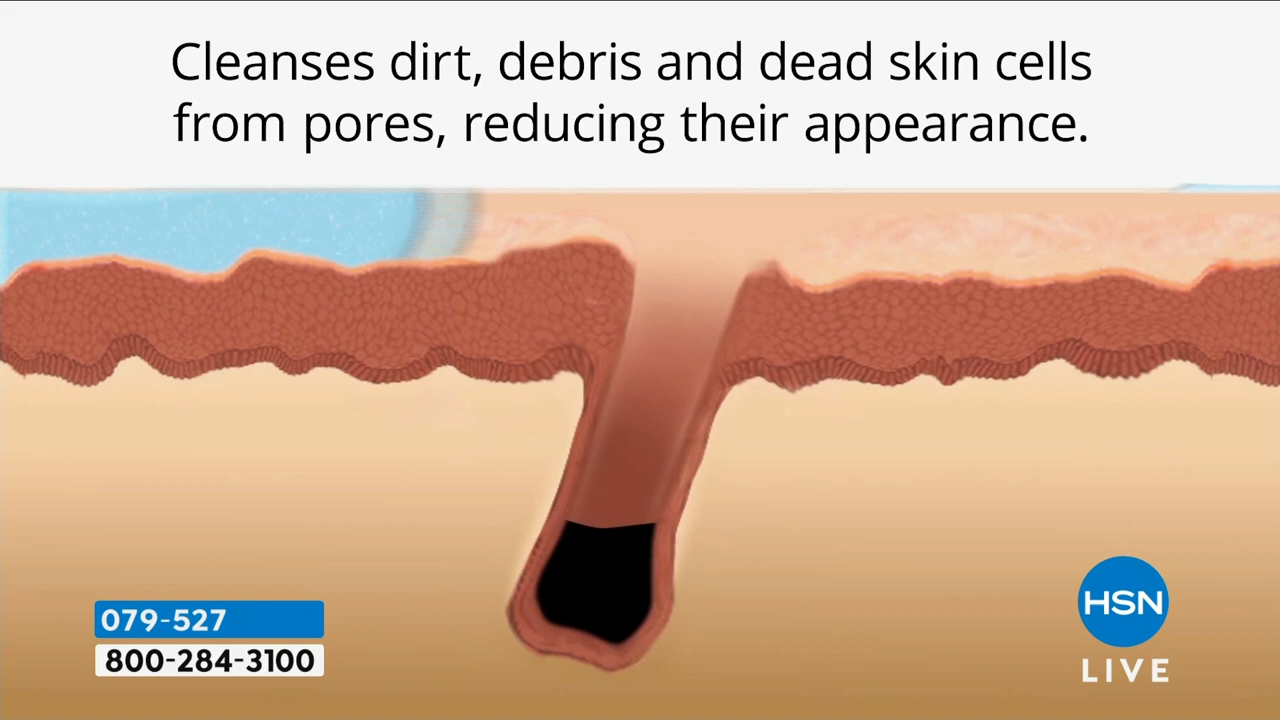 Cleanses dirt, debris and dead skin cells
from pores, reducing their appearance.
079-527
800-284-3100
HSN
LIVE